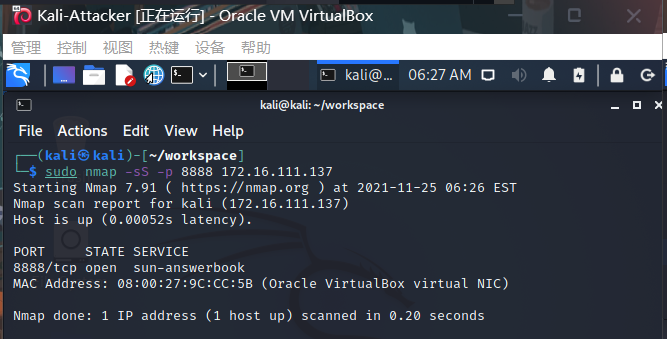 Kali-Attacker [正在运行] - Oracle VM VirtualBox
管理 控制 视图 热键 设备 帮助
kali@... 06:27 AM
kali@kali: ~/workspace
File Actions Edit View Help
┌──(kali㉿kali)-[~/workspace]
└─$ sudo nmap -sS -p 8888 172.16.111.137
Starting Nmap 7.91 ( https://nmap.org ) at 2021-11-25 06:26 EST
Nmap scan report for kali (172.16.111.137)
Host is up (0.00052s latency).
PORT STATE SERVICE
8888/tcp open sun-answerbook
MAC Address: 08:00:27:9C:CC:5B (Oracle VirtualBox virtual NIC)
Nmap done: 1 IP address (1 host up) scanned in 0.20 seconds